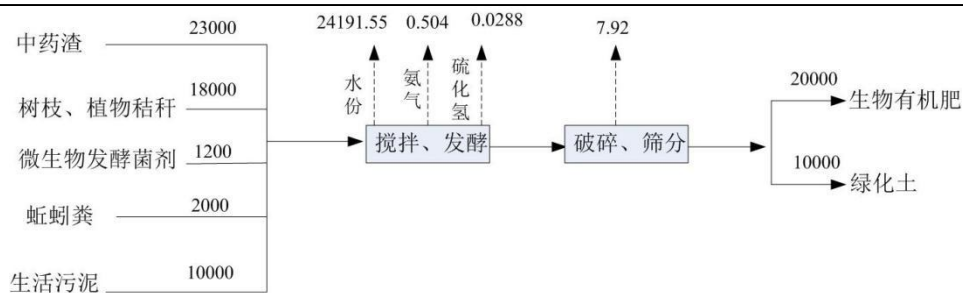 24191.55 0.504 0.0288 7.92
中药渣 23000
水份
氨气
硫化氢
树枝、植物秸秆 18000
微生物发酵菌剂 1200
搅拌、发酵
破碎、筛分
20000 生物有机肥
10000 绿化土
蚯蚓粪 2000
生活污泥 10000